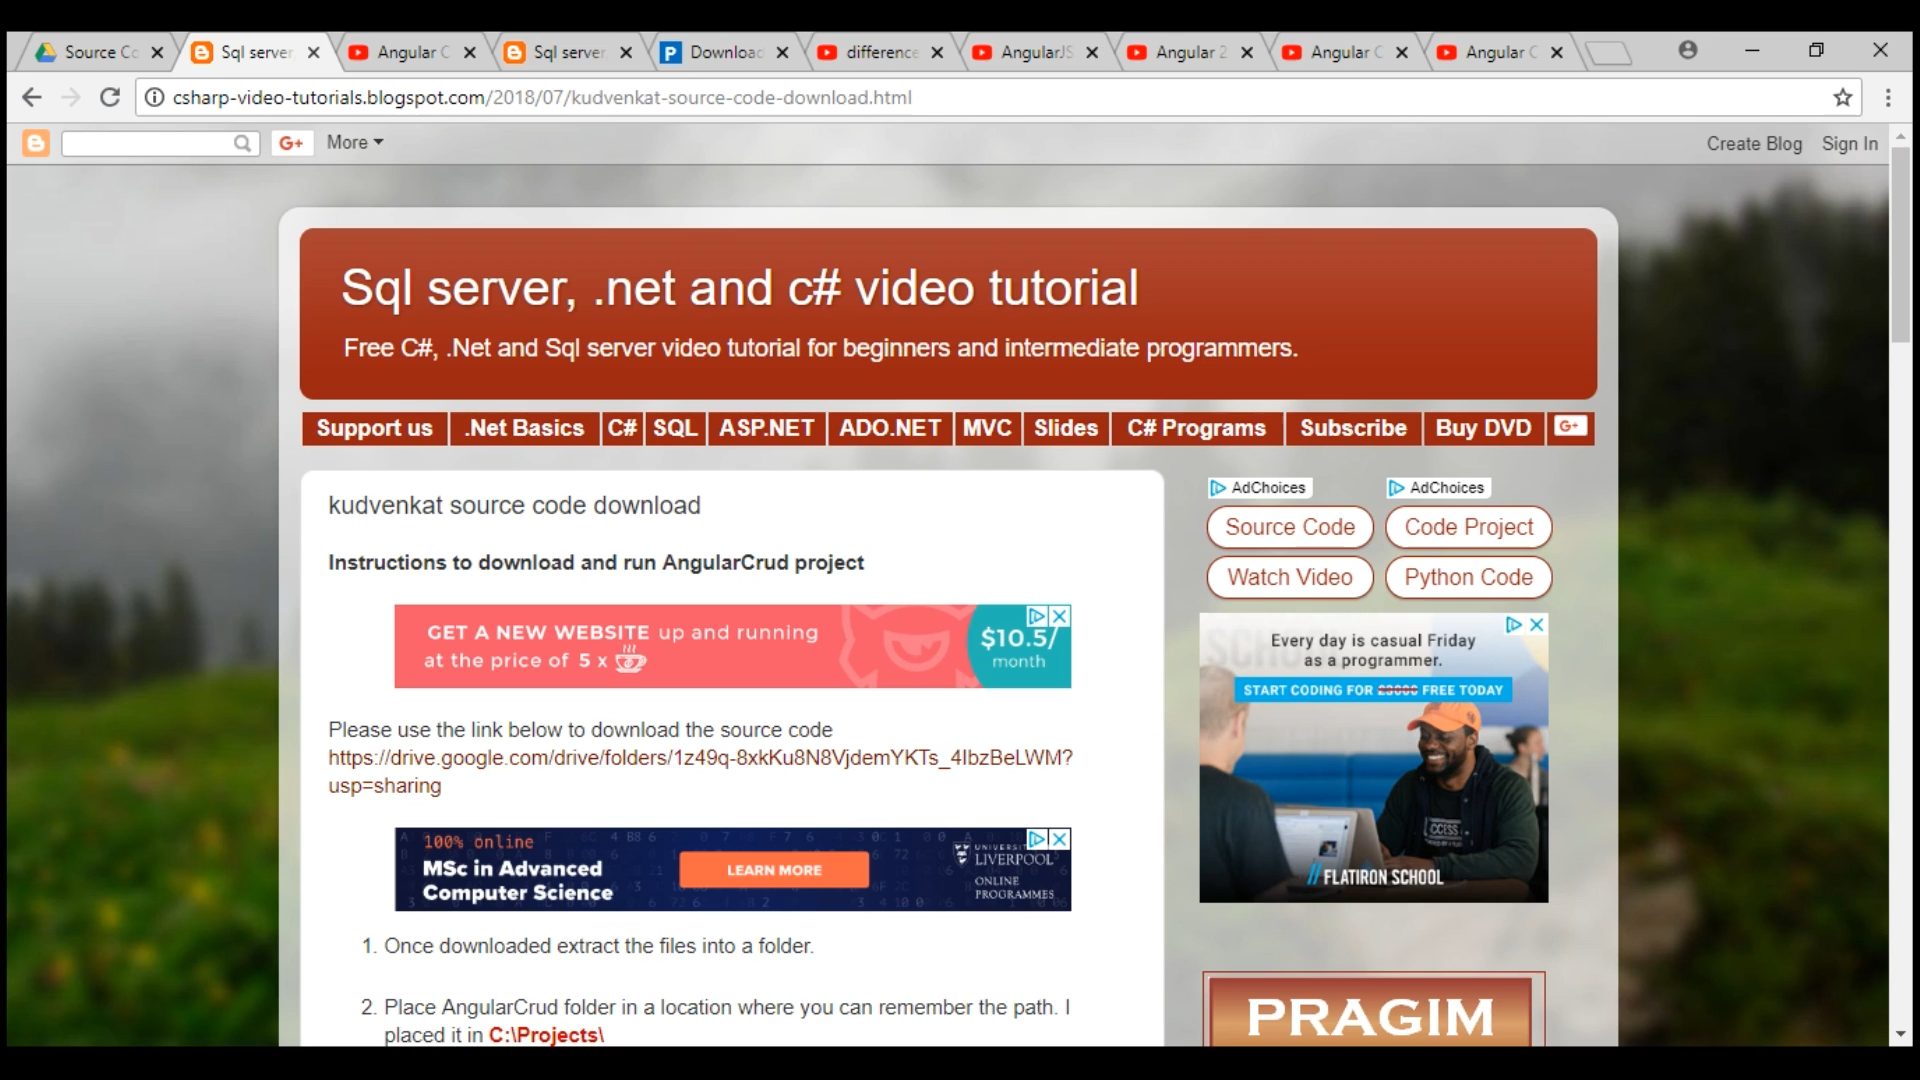 Source Co
Sql server,
Angular C
Sql server,
Download
difference
AngularJS
Angular 2
Angular C
Angular C
csharp-video-tutorials.blogspot.com/2018/07/kudvenkat-source-code-download.html
G+
More
Create Blog
Sign In
Sql server, .net and c# video tutorial
Free C#, .Net and Sql server video tutorial for beginners and intermediate programmers.
Support us
.Net Basics
C#
SQL
ASP.NET
ADO.NET
MVC
Slides
C# Programs
Subscribe
Buy DVD
G+
kudvenkat source code download
Instructions to download and run AngularCrud project
GET A NEW WEBSITE up and running
at the price of 5 x
$10.5/
month
Please use the link below to download the source code
https://drive.google.com/drive/folders/1z49q-8xkKu8N8VjdemYKTs_4IbzBeLWM?
usp=sharing
100% online
MSc in Advanced
Computer Science
LEARN MORE
LIVERPOOL
ONLINE
PROGRAMMES
1. Once downloaded extract the files into a folder.
2. Place AngularCrud folder in a location where you can remember the path. I
placed it in C:\Projects\
AdChoices
AdChoices
Source Code
Code Project
Watch Video
Python Code
Every day is casual Friday
as a programmer.
START CODING FOR FREE TODAY
FLATIRON SCHOOL
PRAGIM